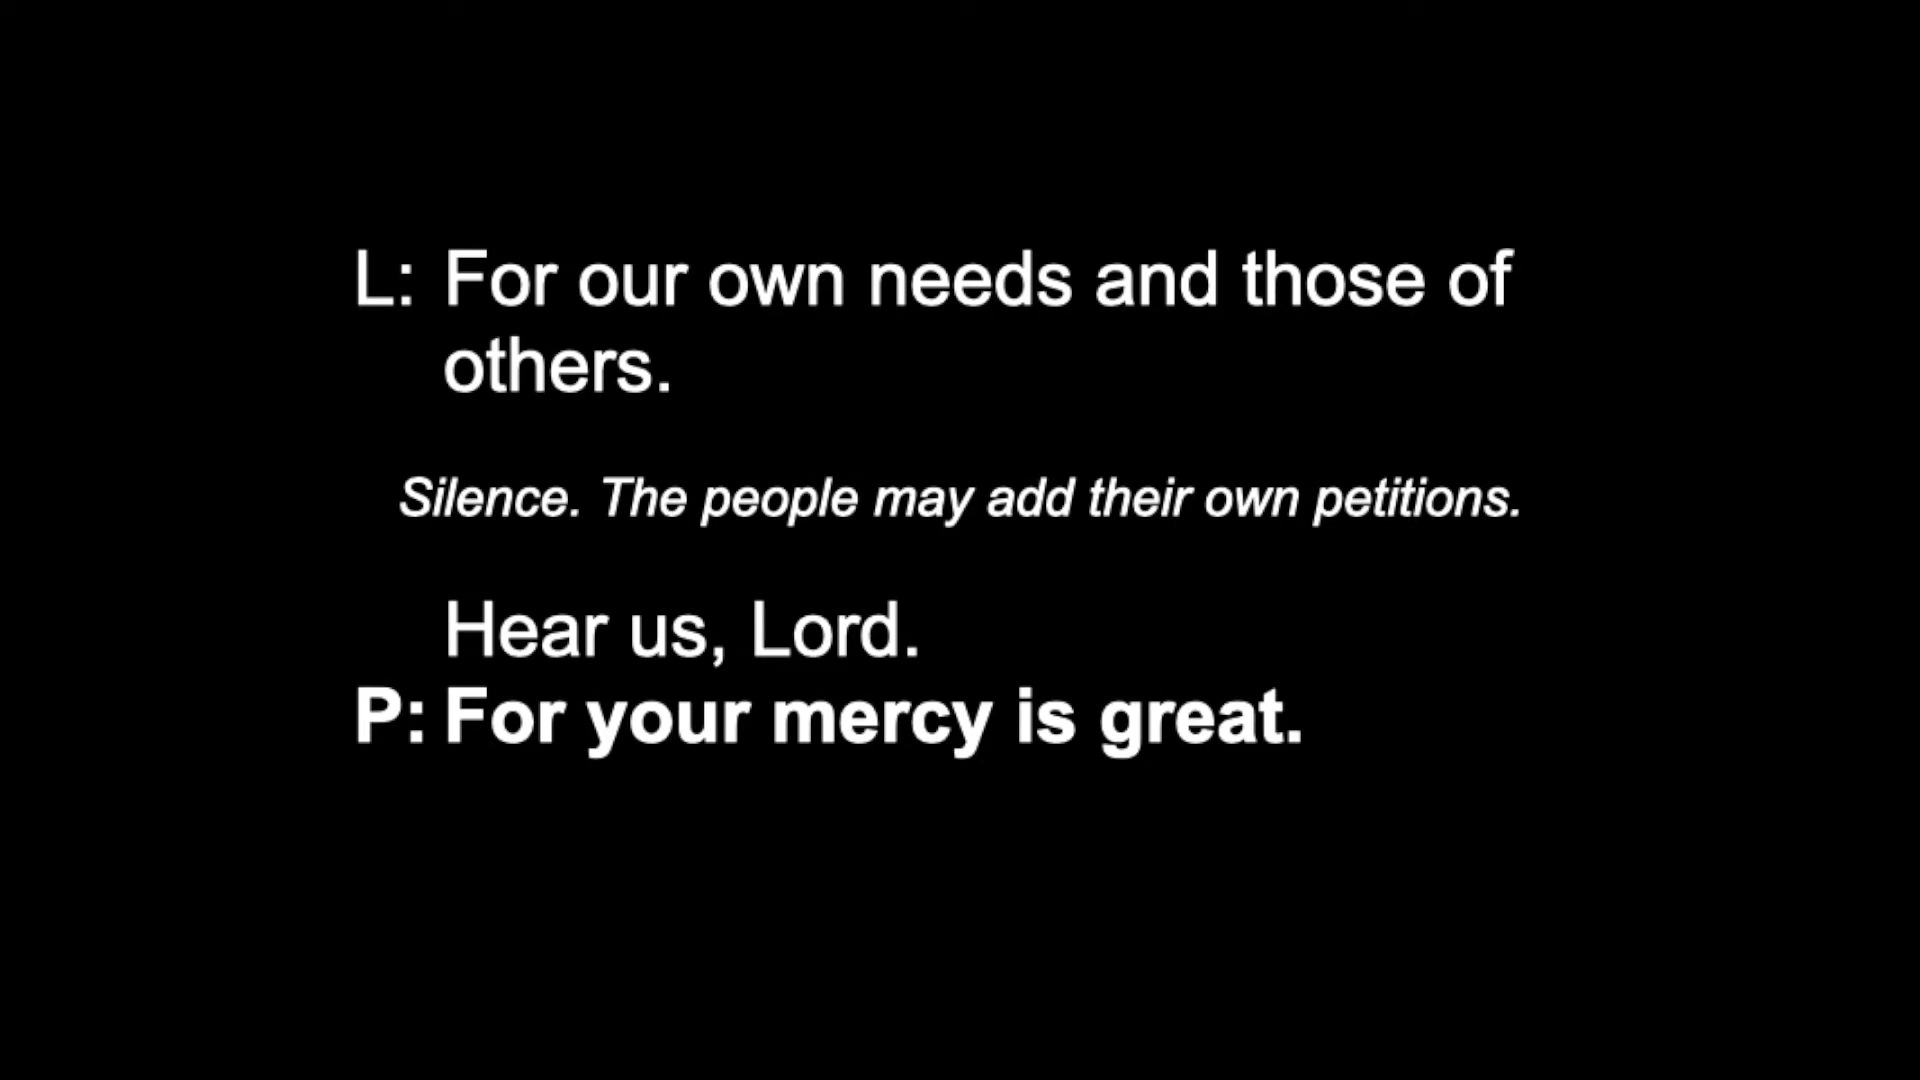 L: For our own needs and those of
others.
Silence. The people may add their own petitions.
Hear us, Lord.
P: For your mercy is great.